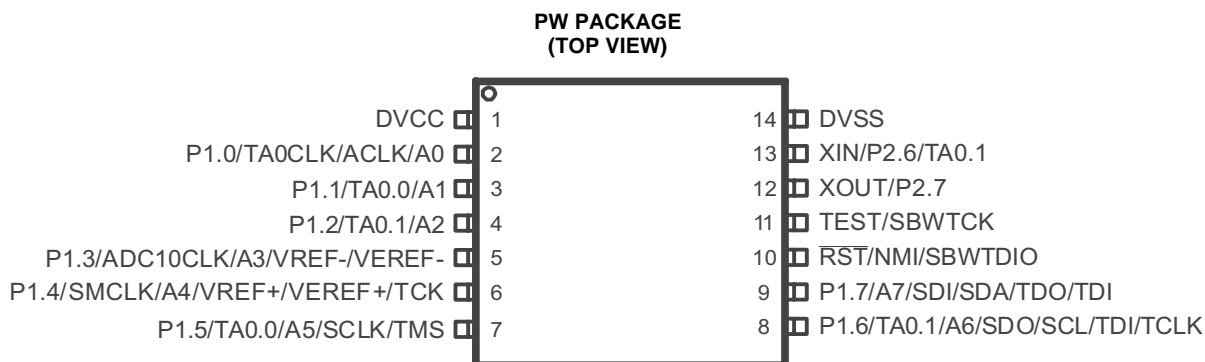 PW PACKAGE
(TOP VIEW)
DVCC 1 14 DVSS
P1.0/TA0CLK/ACLK/A0 2 13 XIN/P2.6/TA0.1
P1.1/TA0.0/A1 3 12 XOUT/P2.7
P1.2/TA0.1/A2 4 11 TEST/SBWTCK
P1.3/ADC10CLK/A3/VREF-/VEREF- 5 10 RST/NMI/SBWTDIO
P1.4/SMCLK/A4/VREF+/VEREF+/TCK 6 9 P1.7/A7/SDI/SDA/TDO/TDI
P1.5/TA0.0/A5/SCLK/TMS 7 8 P1.6/TA0.1/A6/SDO/SCL/TDI/TCLK